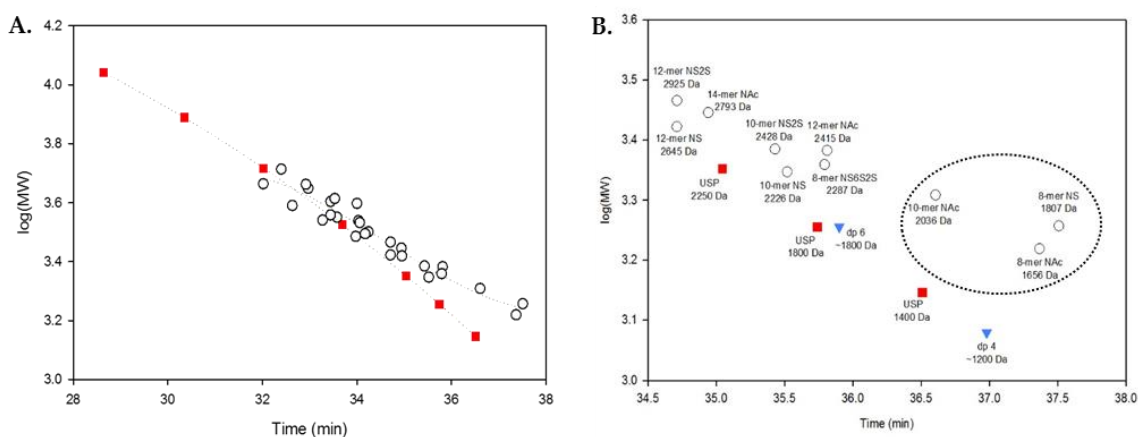 A.
4.2
4.0
3.8
3.6
3.4
3.2
3.0
log(MW)
28
30
32
34
36
38
Time (min)
B.
3.6
3.5
3.4
3.3
3.2
3.1
3.0
log(MW)
12-mer NS2S
2925 Da
14-mer NAc
2793 Da
12-mer NS
2645 Da
10-mer NS2S
2428 Da
12-mer NAc
2415 Da
USP
2250 Da
10-mer NS
2226 Da
8-mer NS6S2S
2287 Da
10-mer NAc
2036 Da
8-mer NS
1807 Da
USP
1800 Da
dp 6
~1800 Da
8-mer NAc
1656 Da
USP
1400 Da
dp 4
~1200 Da
34.5
35.0
35.5
36.0
36.5
37.0
37.5
38.0
Time (min)